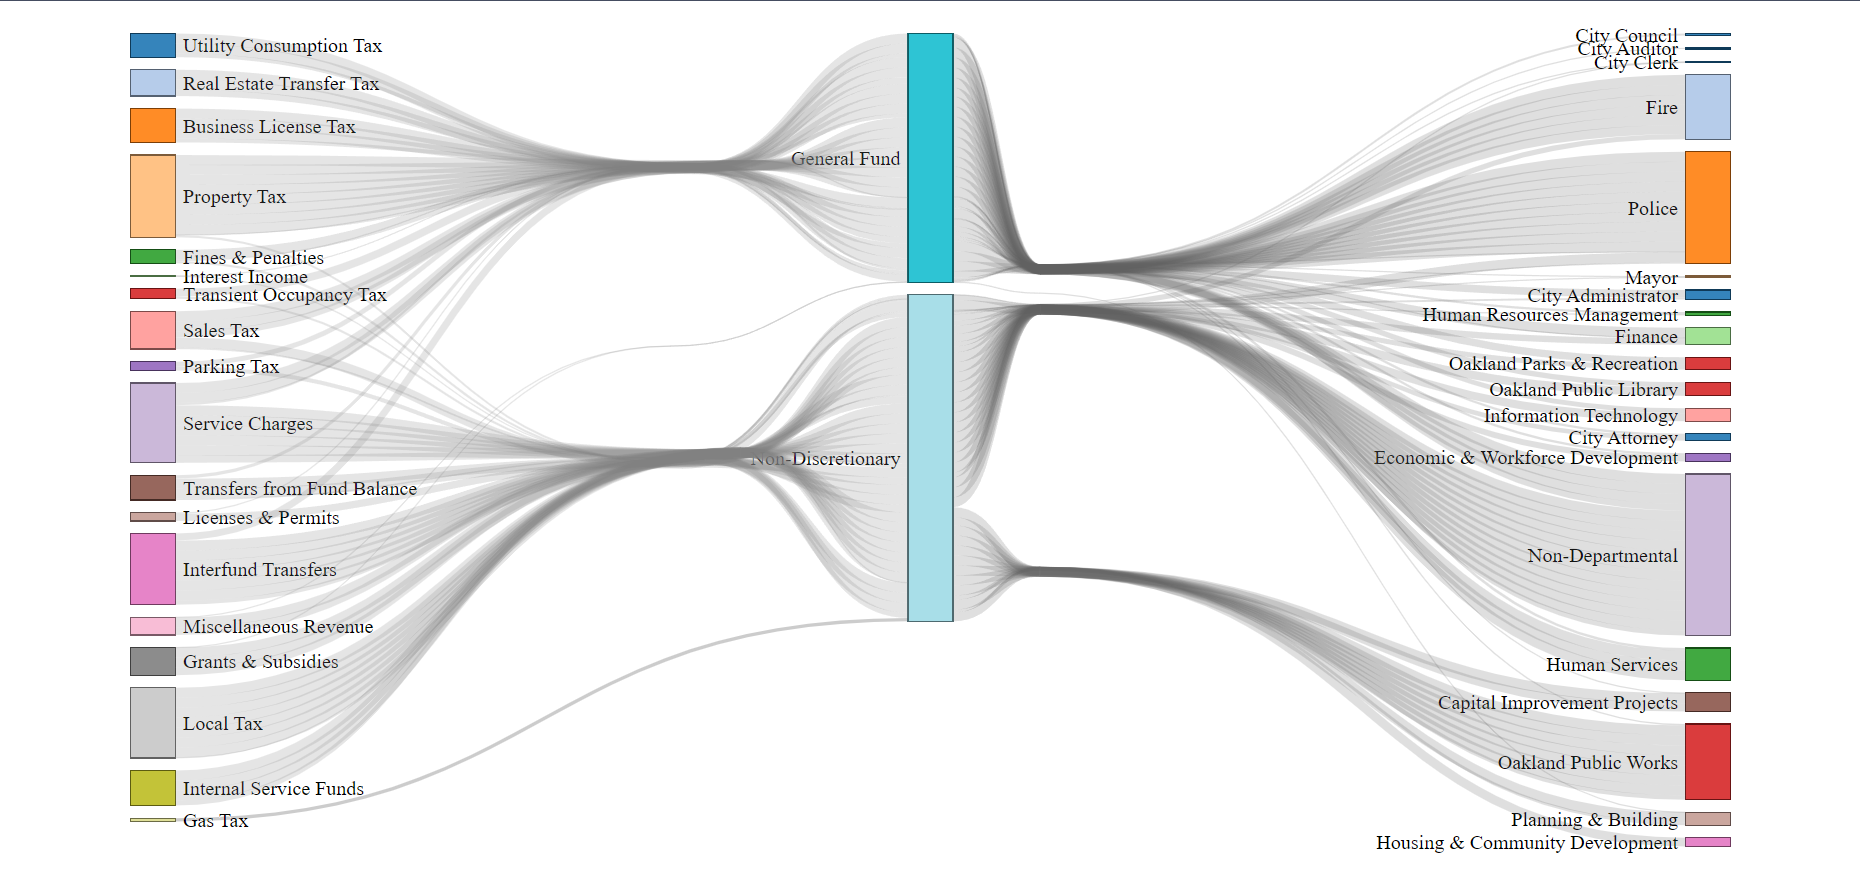 Utility Consumption Tax
Real Estate Transfer Tax
Business License Tax
Property Tax
Fines & Penalties
Interest Income
Transient Occupancy Tax
Sales Tax
Parking Tax
Service Charges
Transfers from Fund Balance
Licenses & Permits
Interfund Transfers
Miscellaneous Revenue
Grants & Subsidies
Local Tax
Internal Service Funds
Gas Tax
General Fund
Non-Discretionary
City Council
City Auditor
City Clerk
Fire
Police
Mayor
City Administrator
Human Resources Management
Finance
Oakland Parks & Recreation
Oakland Public Library
Information Technology
City Attorney
Economic & Workforce Development
Non-Departmental
Human Services
Capital Improvement Projects
Oakland Public Works
Planning & Building
Housing & Community Development